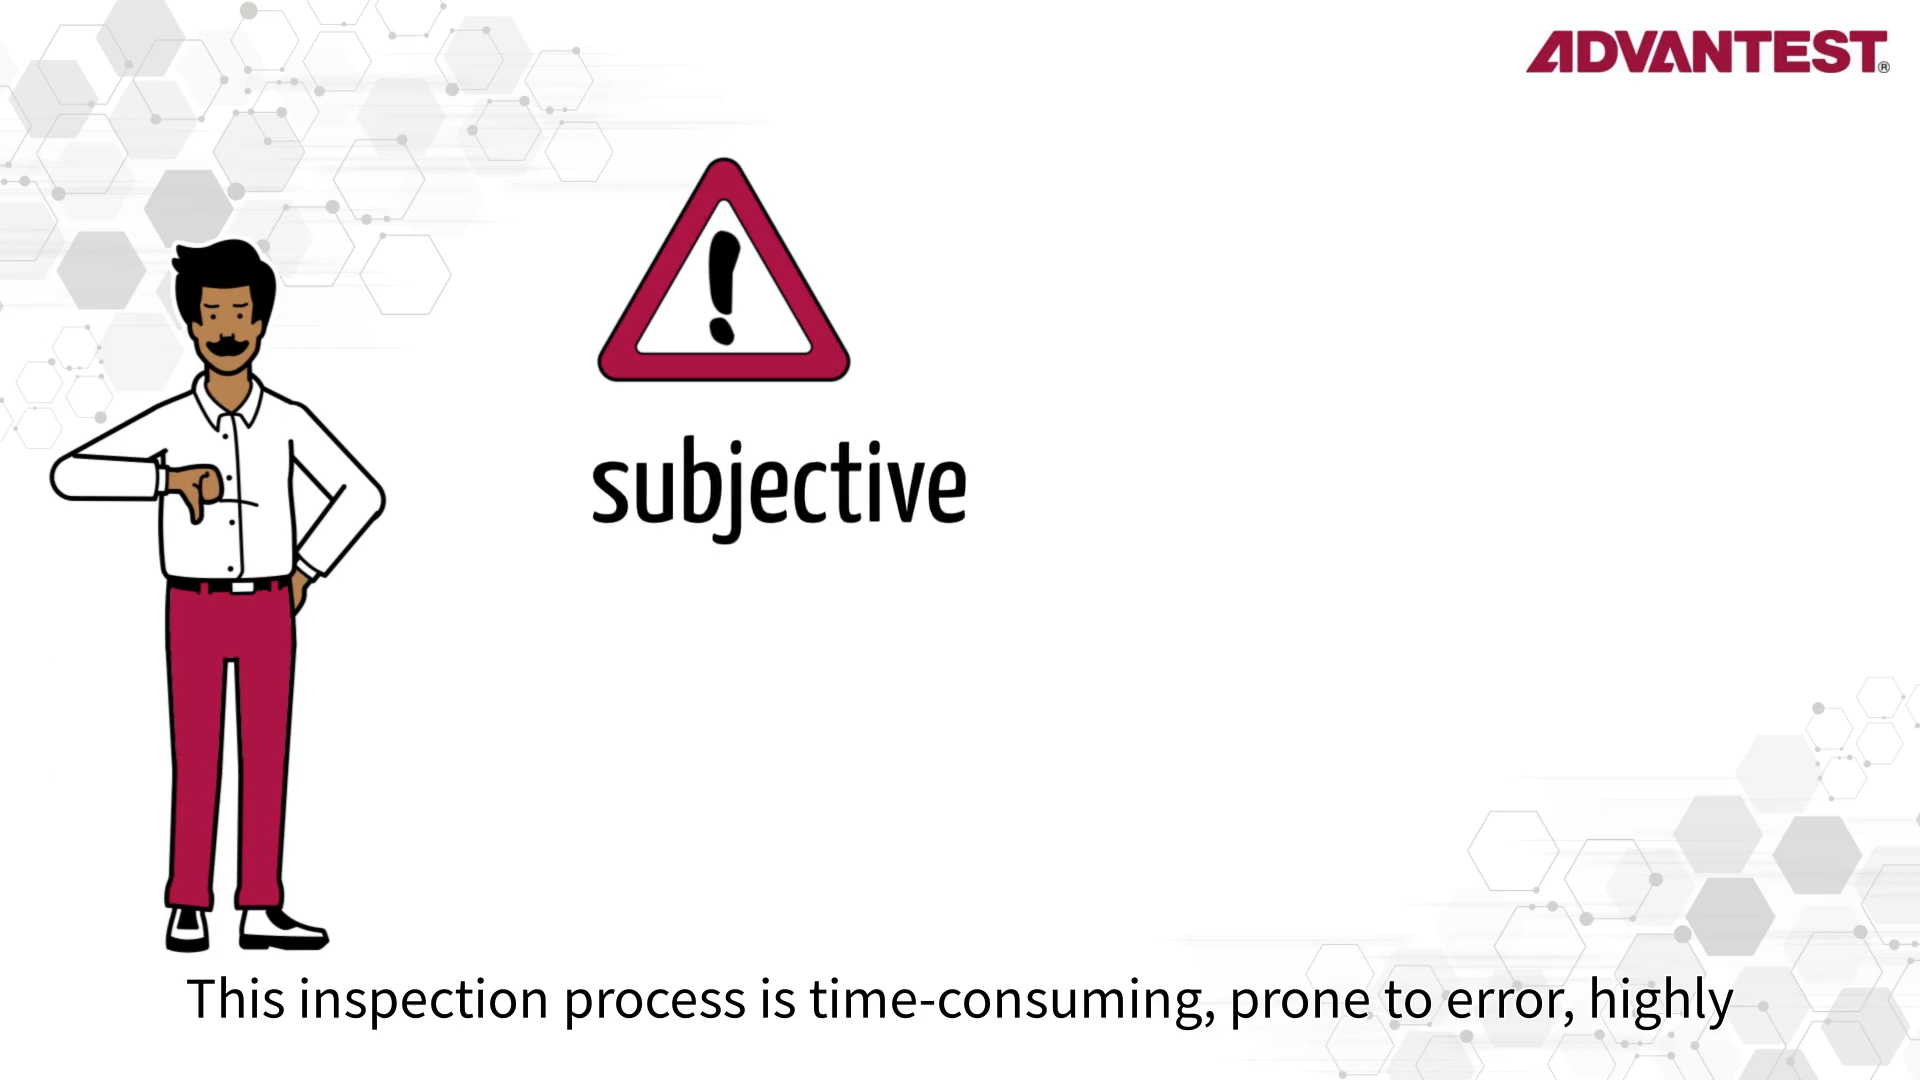 ADVANTEST®
subjective
This inspection process is time-consuming, prone to error, highly